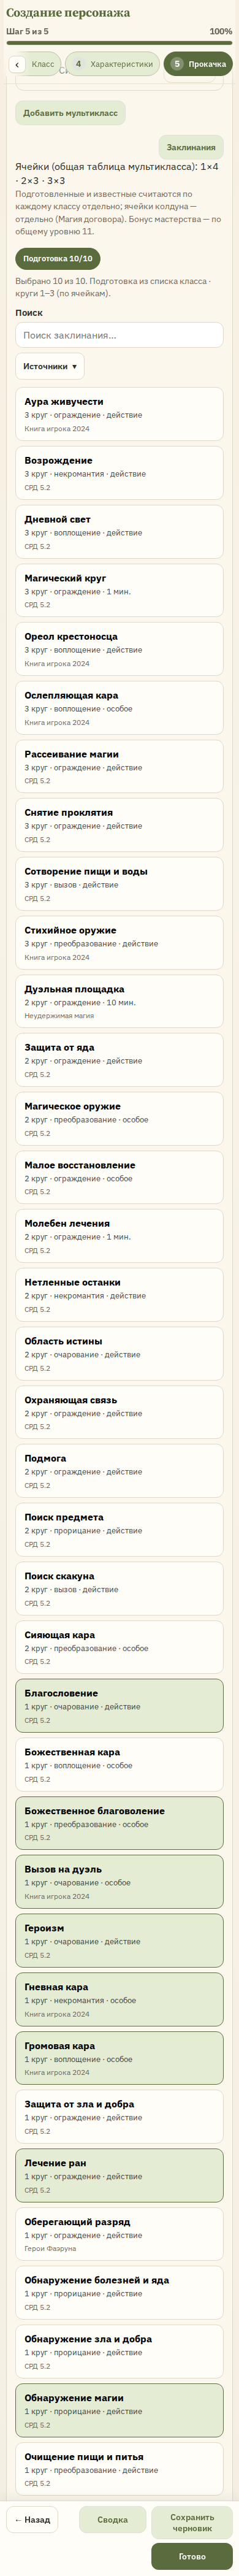 Создание персонажа
Шаг 5 из 5
100%
‹
Класс
4 Характеристики
5 Прокачка
Добавить мультикласс
Заклинания
Ячейки (общая таблица мультикласса): 1×4
· 2×3 · 3×3
Подготовленные и известные считаются по
каждому классу отдельно; ячейки колдуна —
отдельно (Магия договора). Бонус мастерства — по
общему уровню 11.
Подготовка 10/10
Выбрано 10 из 10. Подготовка из списка класса ·
круги 1–3 (по ячейкам).
Поиск
Поиск заклинания…
Источники ▾
Аура живучести
3 круг · ограждение · действие
Книга игрока 2024
Возрождение
3 круг · некромантия · действие
СРД 5.2
Дневной свет
3 круг · воплощение · действие
СРД 5.2
Магический круг
3 круг · ограждение · 1 мин.
СРД 5.2
Ореол крестоносца
3 круг · воплощение · действие
Книга игрока 2024
Ослепляющая кара
3 круг · воплощение · особое
Книга игрока 2024
Рассеивание магии
3 круг · ограждение · действие
СРД 5.2
Снятие проклятия
3 круг · ограждение · действие
СРД 5.2
Сотворение пищи и воды
3 круг · вызов · действие
СРД 5.2
Стихийное оружие
3 круг · преобразование · действие
Книга игрока 2024
Дуэльная площадка
2 круг · ограждение · 10 мин.
Неудержимая магия
Защита от яда
2 круг · ограждение · действие
СРД 5.2
Магическое оружие
2 круг · преобразование · особое
СРД 5.2
Малое восстановление
2 круг · ограждение · особое
СРД 5.2
Молебен лечения
2 круг · ограждение · 1 мин.
СРД 5.2
Нетленные останки
2 круг · некромантия · действие
СРД 5.2
Область истины
2 круг · очарование · действие
СРД 5.2
Охраняющая связь
2 круг · ограждение · действие
СРД 5.2
Подмога
2 круг · ограждение · действие
СРД 5.2
Поиск предмета
2 круг · прорицание · действие
СРД 5.2
Поиск скакуна
2 круг · вызов · действие
СРД 5.2
Сияющая кара
2 круг · преобразование · особое
СРД 5.2
Благословение
1 круг · очарование · действие
СРД 5.2
Божественная кара
1 круг · воплощение · особое
СРД 5.2
Божественное благоволение
1 круг · преобразование · особое
СРД 5.2
Вызов на дуэль
1 круг · очарование · особое
Книга игрока 2024
Героизм
1 круг · очарование · действие
СРД 5.2
Гневная кара
1 круг · некромантия · особое
Книга игрока 2024
Громовая кара
1 круг · воплощение · особое
Книга игрока 2024
Защита от зла и добра
1 круг · ограждение · действие
СРД 5.2
Лечение ран
1 круг · ограждение · действие
СРД 5.2
Оберегающий разряд
1 круг · ограждение · действие
Герои Фаэруна
Обнаружение болезней и яда
1 круг · прорицание · действие
СРД 5.2
Обнаружение зла и добра
1 круг · прорицание · действие
СРД 5.2
Обнаружение магии
1 круг · прорицание · действие
СРД 5.2
Очищение пищи и питья
1 круг · преобразование · действие
СРД 5.2
← Назад
Сводка
Сохранить
черновик
Готово